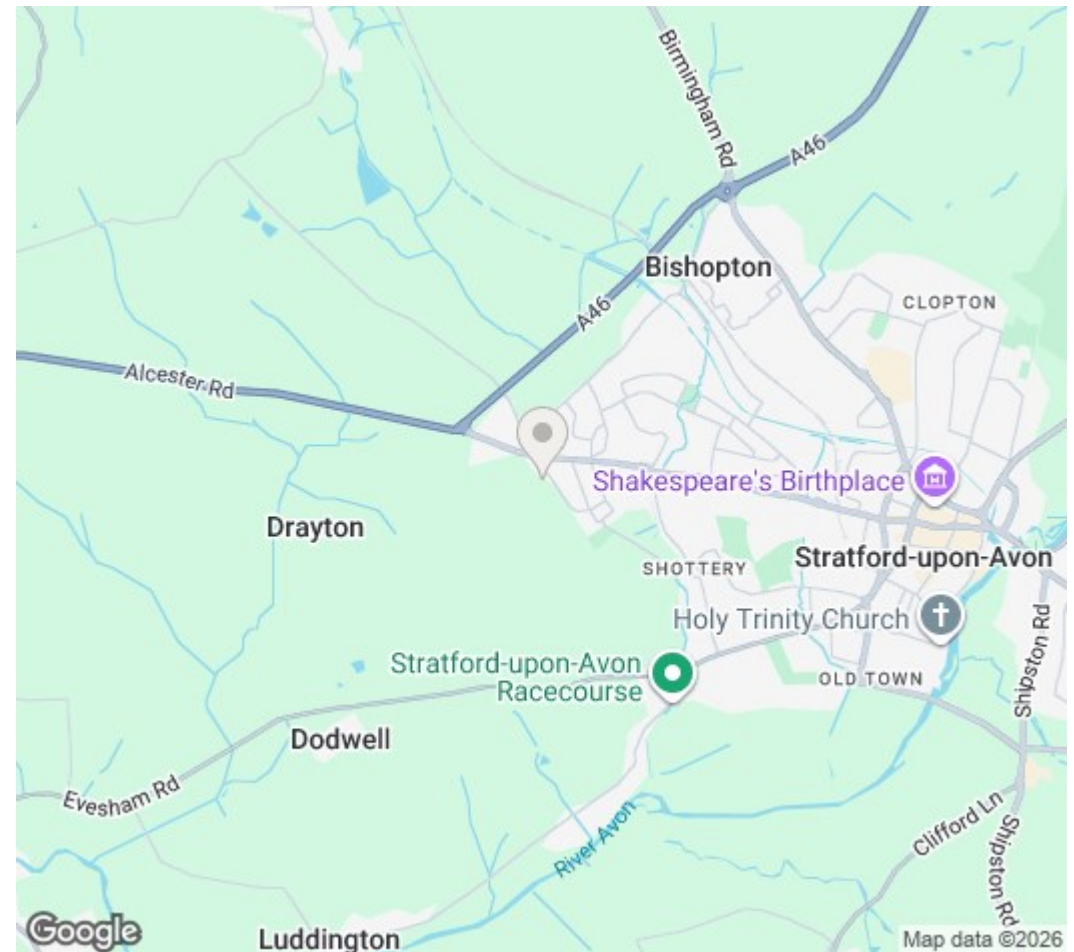 Birmingham Rd
A46
Bishopton
CLOPTON
A46
Alcester Rd
Shakespeare's Birthplace
Drayton
Stratford-upon-Avon
SHOTTERY
Holy Trinity Church
Stratford-upon-Avon
Racecourse
OLD TOWN
Shipston Rd
Dodwell
Evesham Rd
River Avon
Clifford Ln
Shipston Rd
Luddington
Google
Map data ©2026